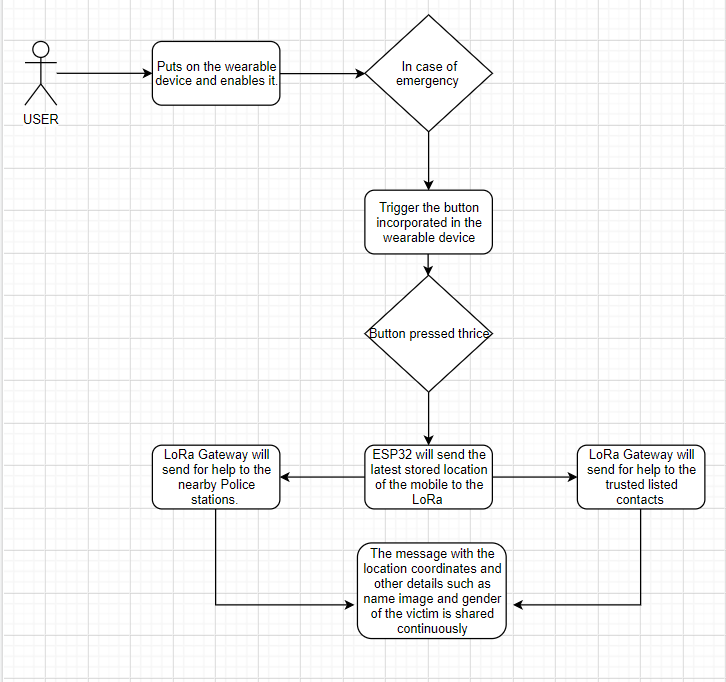 Puts on the wearable
device and enables it.
In case of
emergency
USER
Trigger the button
incorporated in the
wearable device
Button pressed thrice
LoRa Gateway will
send for help to the
nearby Police
stations.
ESP32 will send the
latest stored location
of the mobile to the
LoRa
LoRa Gateway will
send for help to the
trusted listed
contacts
The message with the
location coordinates and
other details such as
name image and gender
of the victim is shared
continuously